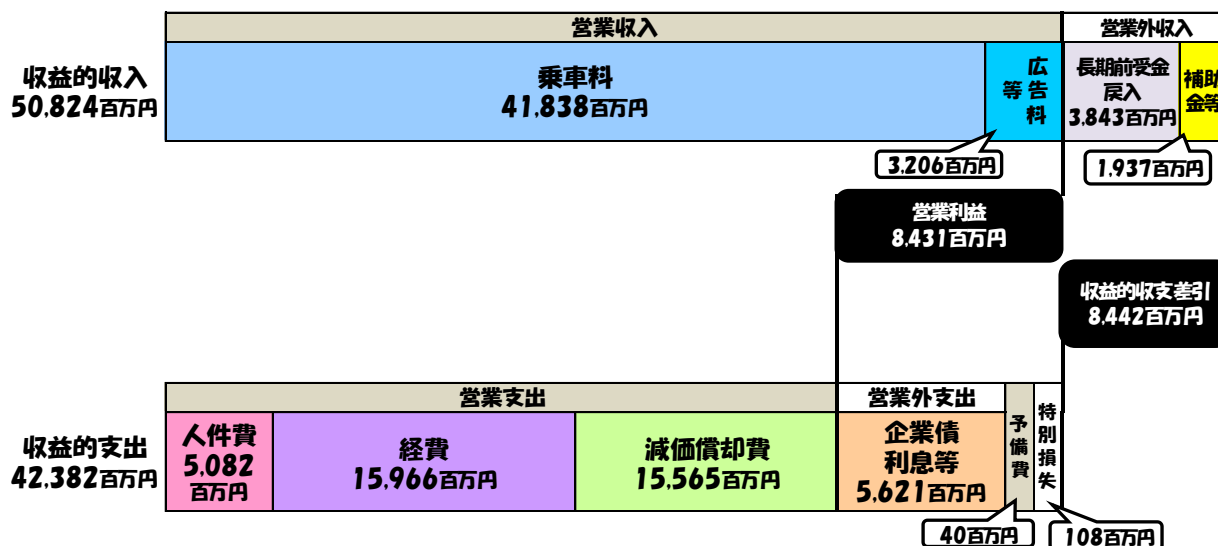 営業収入
営業外収入
収益的収入
50,824百万円
乗車料
41,838百万円
広告料
等
長期前受金
戻入
3,843百万円
補助
金等
3,206百万円
1,937百万円
営業利益
8,431百万円
収益的収支差引
8,442百万円
営業支出
営業外支出
予備費
特別損失
収益的支出
42,382百万円
人件費
5,082
百万円
経費
15,966百万円
減価償却費
15,565百万円
企業債
利息等
5,621百万円
40百万円
108百万円